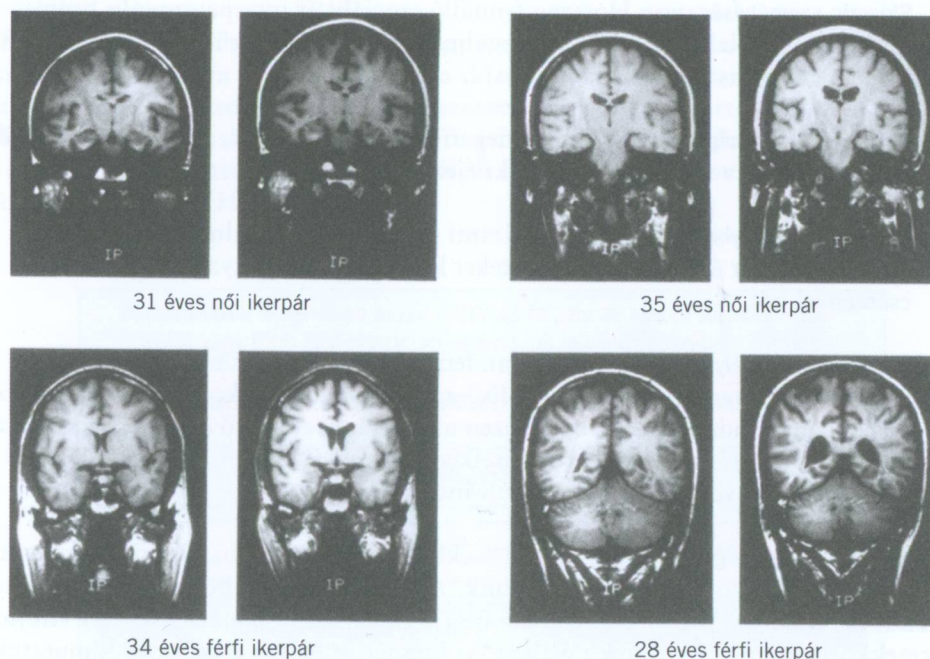 IP IP IP IP
31 éves női ikerpár 35 éves női ikerpár
IP IP IP IP
34 éves férfi ikerpár 28 éves férfi ikerpár